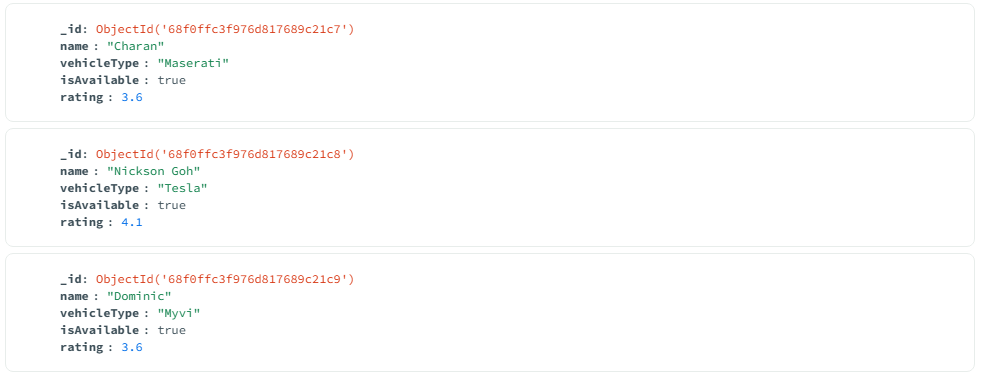 _id: ObjectId('68f0ffc3f976d817689c21c7')
name : "Charan"
vehicleType : "Maserati"
isAvailable : true
rating : 3.6
_id: ObjectId('68f0ffc3f976d817689c21c8')
name : "Nickson Goh"
vehicleType : "Tesla"
isAvailable : true
rating : 4.1
_id: ObjectId('68f0ffc3f976d817689c21c9')
name : "Dominic"
vehicleType : "Myvi"
isAvailable : true
rating : 3.6